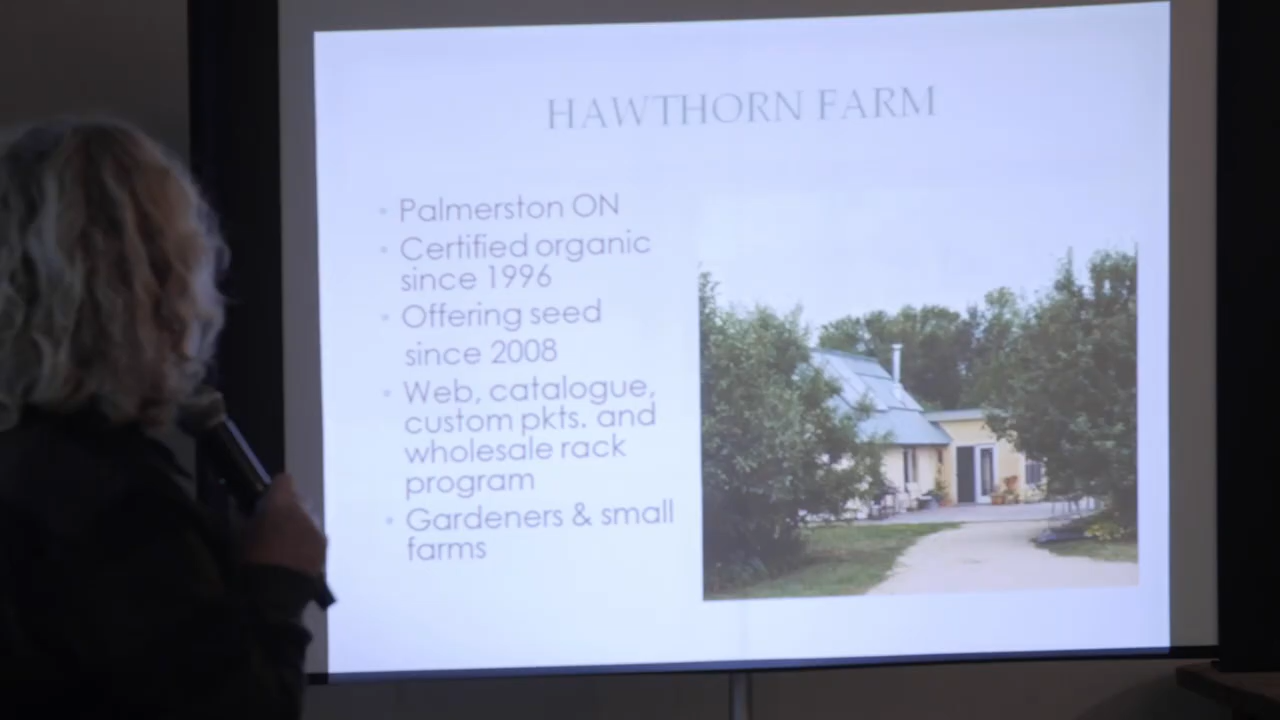 HAWTHORN FARM
Palmerston ON
Certified organic
since 1996
Offering seed
since 2008
Web, catalogue,
custom pkts. and
wholesale rack
program
Gardeners & small
farms